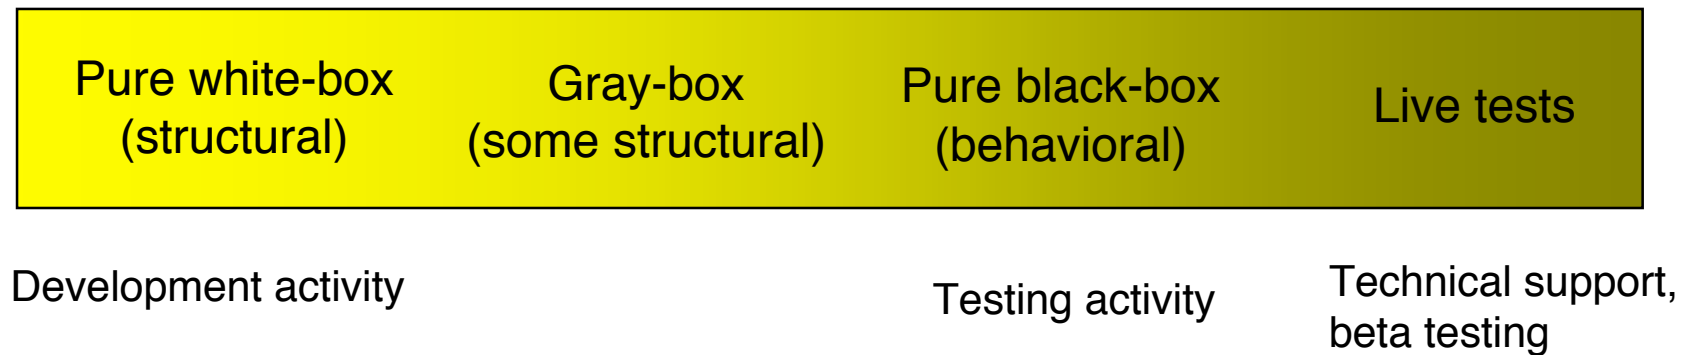 Pure white-box
(structural)
Gray-box
(some structural)
Pure black-box
(behavioral)
Live tests
Development activity
Testing activity
Technical support,
beta testing